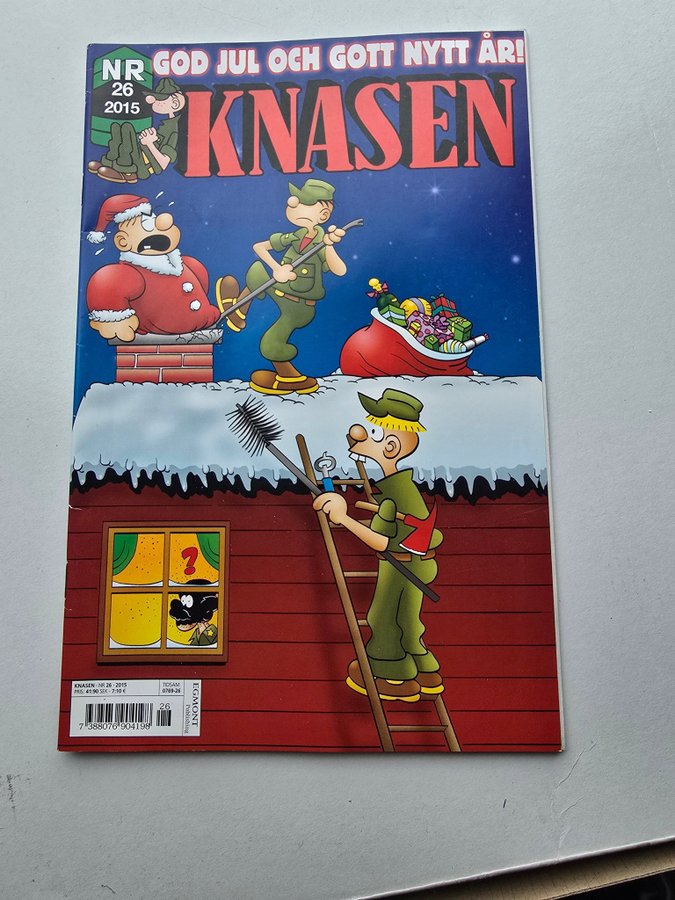 GOD JUL OCH GOTT NYTT ÅR!
NR
26
2015
KNASEN
?
KNASEN - NR 26 - 2015
PRIS: 41:90 SEK - 7:10 €
TIDSAM
0769-26
EGMONT
Publishing
26
7 388076 904198